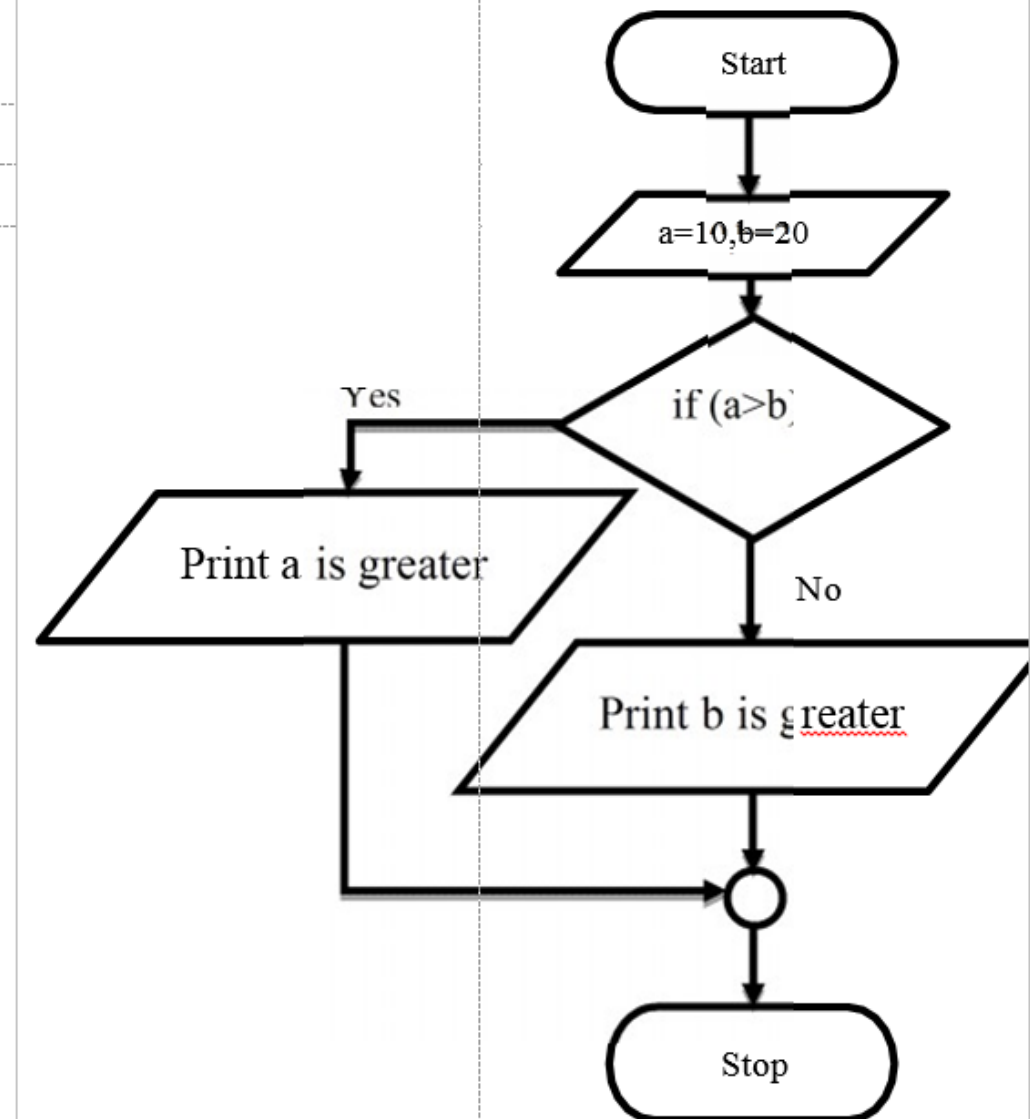 Start
a=10,b=20
if (a>b)
Yes
Print a is greater
No
Print b is greater
Stop